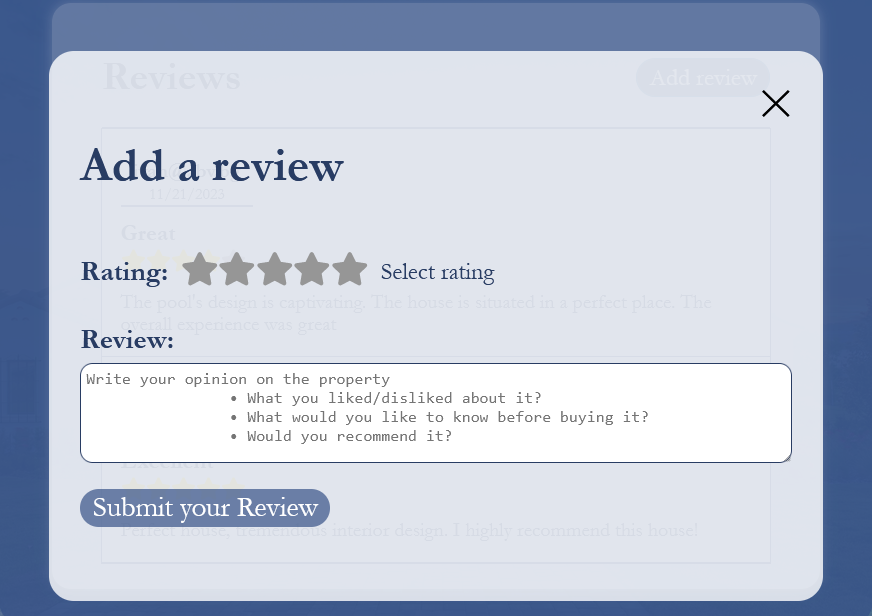 Reviews
Add review
Add a review
11/21/2023
Great
Rating: Select rating
The pool's design is captivating. The house is situated in a perfect place. The
overall experience was great
Review:
Write your opinion on the property
• What you liked/disliked about it?
• What would you like to know before buying it?
• Would you recommend it?
Excellent
Submit your Review
Perfect house, tremendous interior design. I highly recommend this house!